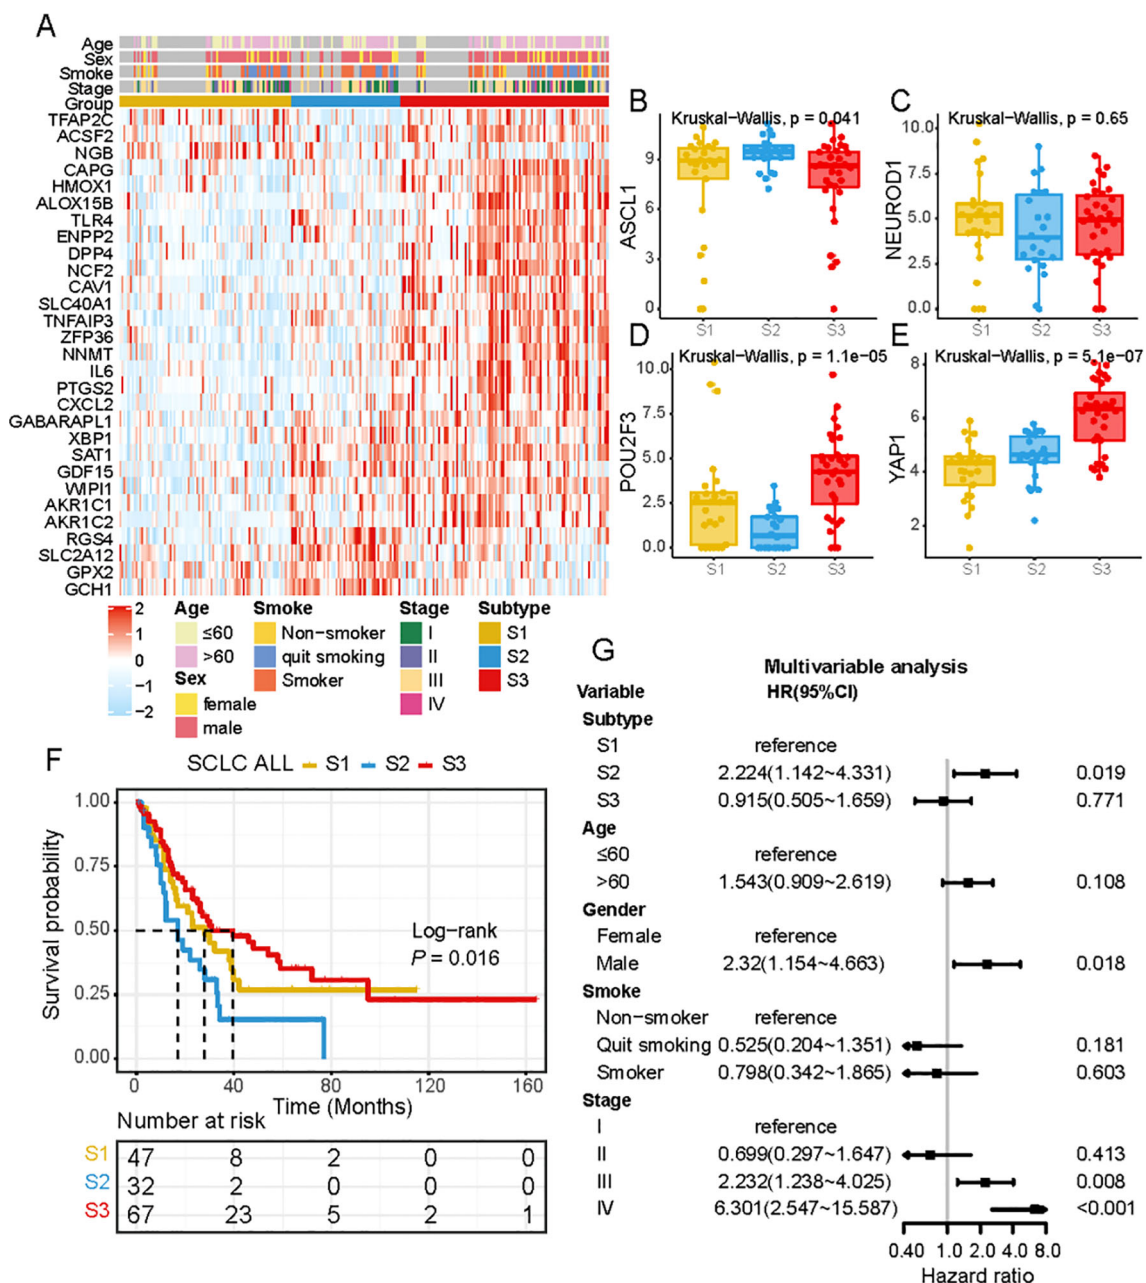 A
Age
Sex
Smoke
Stage
Group
TFAP2C
ACSF2
NGB
CAPG
HMOX1
ALOX15B
TLR4
ENPP2
DPP4
NCF2
CAV1
SLC40A1
TNFAIP3
ZFP36
NNMT
IL6
PTGS2
CXCL2
GABARAPL1
XBP1
SAT1
GDF15
WIPI1
AKR1C1
AKR1C2
RGS4
SLC2A12
GPX2
GCH1
2
1
0
−1
−2
Age
≤60
>60
Sex
female
male
Smoke
Non-smoker
quit smoking
Smoker
Stage
I
II
III
IV
Subtype
S1
S2
S3
B
Kruskal-Wallis, p = 0.041
ASCL1
9
6
3
0
S1 S2 S3
C
Kruskal-Wallis, p = 0.65
NEUROD1
10.0
7.5
5.0
2.5
0.0
S1 S2 S3
D
Kruskal-Wallis, p = 1.1e-05
POU2F3
10.0
7.5
5.0
2.5
0.0
S1 S2 S3
E
Kruskal-Wallis, p = 5.1e-07
YAP1
8
6
4
2
S1 S2 S3
F
SCLC ALL S1 S2 S3
Survival probability
1.00
0.75
0.50
0.25
0.00
Log-rank
P = 0.016
0 40 80 120 160
Time (Months)
Number at risk
S1 47 8 2 0 0
S2 32 2 0 0 0
S3 67 23 5 2 1
G
Multivariable analysis
Variable HR(95%CI)
Subtype
S1 reference
S2 2.224(1.142~4.331) 0.019
S3 0.915(0.505~1.659) 0.771
Age
≤60 reference
>60 1.543(0.909~2.619) 0.108
Gender
Female reference
Male 2.32(1.154~4.663) 0.018
Smoke
Non-smoker reference
Quit smoking 0.525(0.204~1.351) 0.181
Smoker 0.798(0.342~1.865) 0.603
Stage
I reference
II 0.699(0.297~1.647) 0.413
III 2.232(1.238~4.025) 0.008
IV 6.301(2.547~15.587) <0.001
0.40 1.0 2.0 4.0 8.0
Hazard ratio